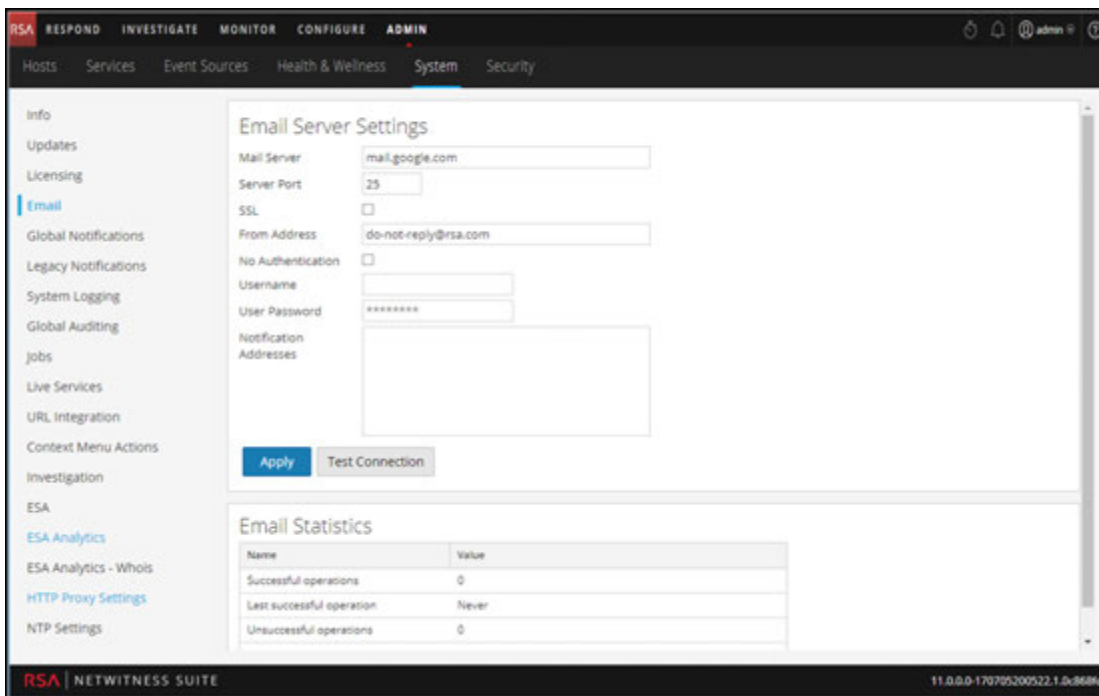 RSA RESPOND INVESTIGATE MONITOR CONFIGURE ADMIN admin
Hosts Services Event Sources Health & Wellness System Security
Info
Updates
Licensing
Email
Global Notifications
Legacy Notifications
System Logging
Global Auditing
Jobs
Live Services
URL Integration
Context Menu Actions
Investigation
ESA
ESA Analytics
ESA Analytics - Whois
HTTP Proxy Settings
NTP Settings
Email Server Settings
Mail Server mail.google.com
Server Port 25
SSL
From Address do-not-reply@rsa.com
No Authentication
Username
User Password ********
Notification
Addresses
Apply Test Connection
Email Statistics
Name Value
Successful operations 0
Last successful operation Never
Unsuccessful operations 0
RSA NETWITNESS SUITE